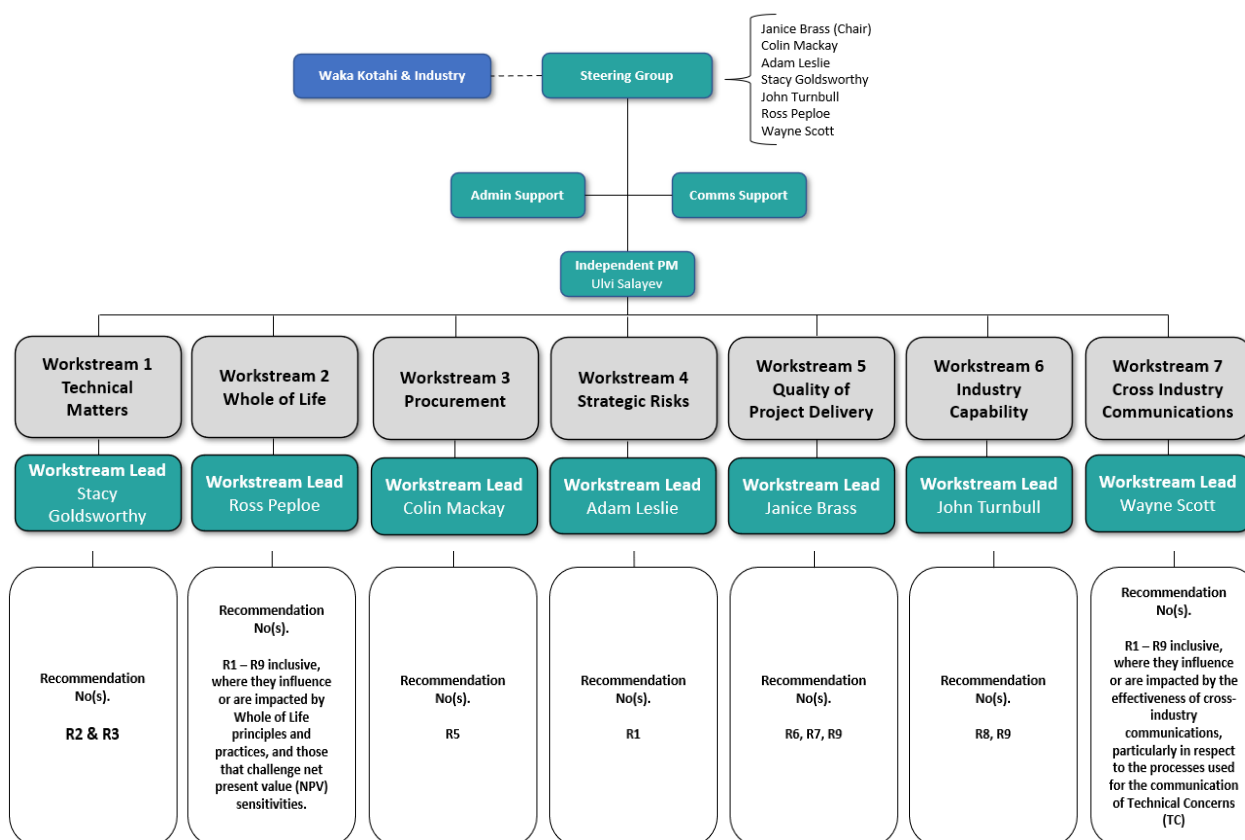 Janice Brass (Chair)
Colin Mackay
Adam Leslie
Stacy Goldsworthy
John Turnbull
Ross Peploe
Wayne Scott
Waka Kotahi & Industry
Steering Group
Admin Support
Comms Support
Independent PM
Ulvi Salayev
Workstream 1
Technical
Matters
Workstream 2
Whole of Life
Workstream 3
Procurement
Workstream 4
Strategic Risks
Workstream 5
Quality of
Project Delivery
Workstream 6
Industry
Capability
Workstream 7
Cross Industry
Communications
Workstream Lead
Stacy
Goldsworthy
Workstream Lead
Ross Peploe
Workstream Lead
Colin Mackay
Workstream Lead
Adam Leslie
Workstream Lead
Janice Brass
Workstream Lead
John Turnbull
Workstream Lead
Wayne Scott
Recommendation
No(s).
R2 & R3
Recommendation
No(s).
R1 – R9 inclusive,
where they influence
or are impacted by
Whole of Life
principles and
practices, and those
that challenge net
present value (NPV)
sensitivities.
Recommendation
No(s).
R5
Recommendation
No(s).
R1
Recommendation
No(s).
R6, R7, R9
Recommendation
No(s).
R8, R9
Recommendation
No(s).
R1 – R9 inclusive,
where they influence
or are impacted by the
effectiveness of cross-
industry
communications,
particularly in respect
to the processes used
for the communication
of Technical Concerns
(TC)